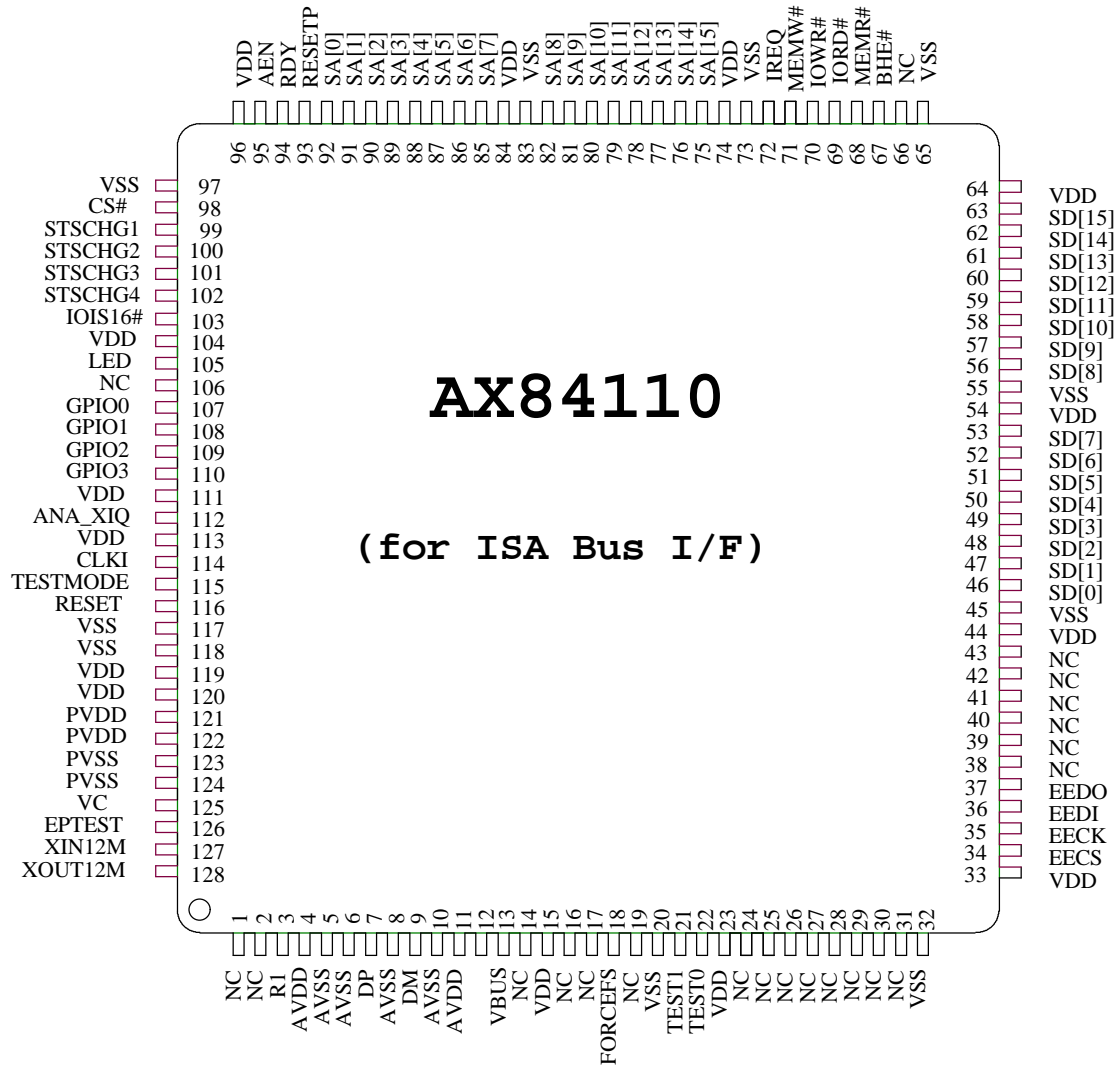 VDD
AEN
RDY
RESETP
SA[0]
SA[1]
SA[2]
SA[3]
SA[4]
SA[5]
SA[6]
SA[7]
VDD
VSS
SA[8]
SA[9]
SA[10]
SA[11]
SA[12]
SA[13]
SA[14]
SA[15]
VDD
VSS
IREQ
MEMW#
IOWR#
IORD#
MEMR#
BHE#
NC
VSS
96
95
94
93
92
91
90
89
88
87
86
85
84
83
82
81
80
79
78
77
76
75
74
73
72
71
70
69
68
67
66
65
VSS 97
CS# 98
STSCHG1 99
STSCHG2 100
STSCHG3 101
STSCHG4 102
IOIS16# 103
VDD 104
LED 105
NC 106
GPIO0 107
GPIO1 108
GPIO2 109
GPIO3 110
VDD 111
ANA_XIQ 112
VDD 113
CLKI 114
TESTMODE 115
RESET 116
VSS 117
VSS 118
VDD 119
VDD 120
PVDD 121
PVDD 122
PVSS 123
PVSS 124
VC 125
EPTEST 126
XIN12M 127
XOUT12M 128
AX84110
(for ISA Bus I/F)
64 VDD
63 SD[15]
62 SD[14]
61 SD[13]
60 SD[12]
59 SD[11]
58 SD[10]
57 SD[9]
56 SD[8]
55 VSS
54 VDD
53 SD[7]
52 SD[6]
51 SD[5]
50 SD[4]
49 SD[3]
48 SD[2]
47 SD[1]
46 SD[0]
45 VSS
44 VDD
43 NC
42 NC
41 NC
40 NC
39 NC
38 NC
37 EEDO
36 EEDI
35 EECK
34 EECS
33 VDD
1
2
3
4
5
6
7
8
9
10
11
12
13
14
15
16
17
18
19
20
21
22
23
24
25
26
27
28
29
30
31
32
NC
NC
R1
AVDD
AVSS
AVSS
DP
AVSS
DM
AVSS
AVDD
VBUS
NC
VDD
NC
NC
FORCEFS
NC
VSS
TEST1
TEST0
VDD
NC
NC
NC
NC
NC
NC
NC
NC
VSS